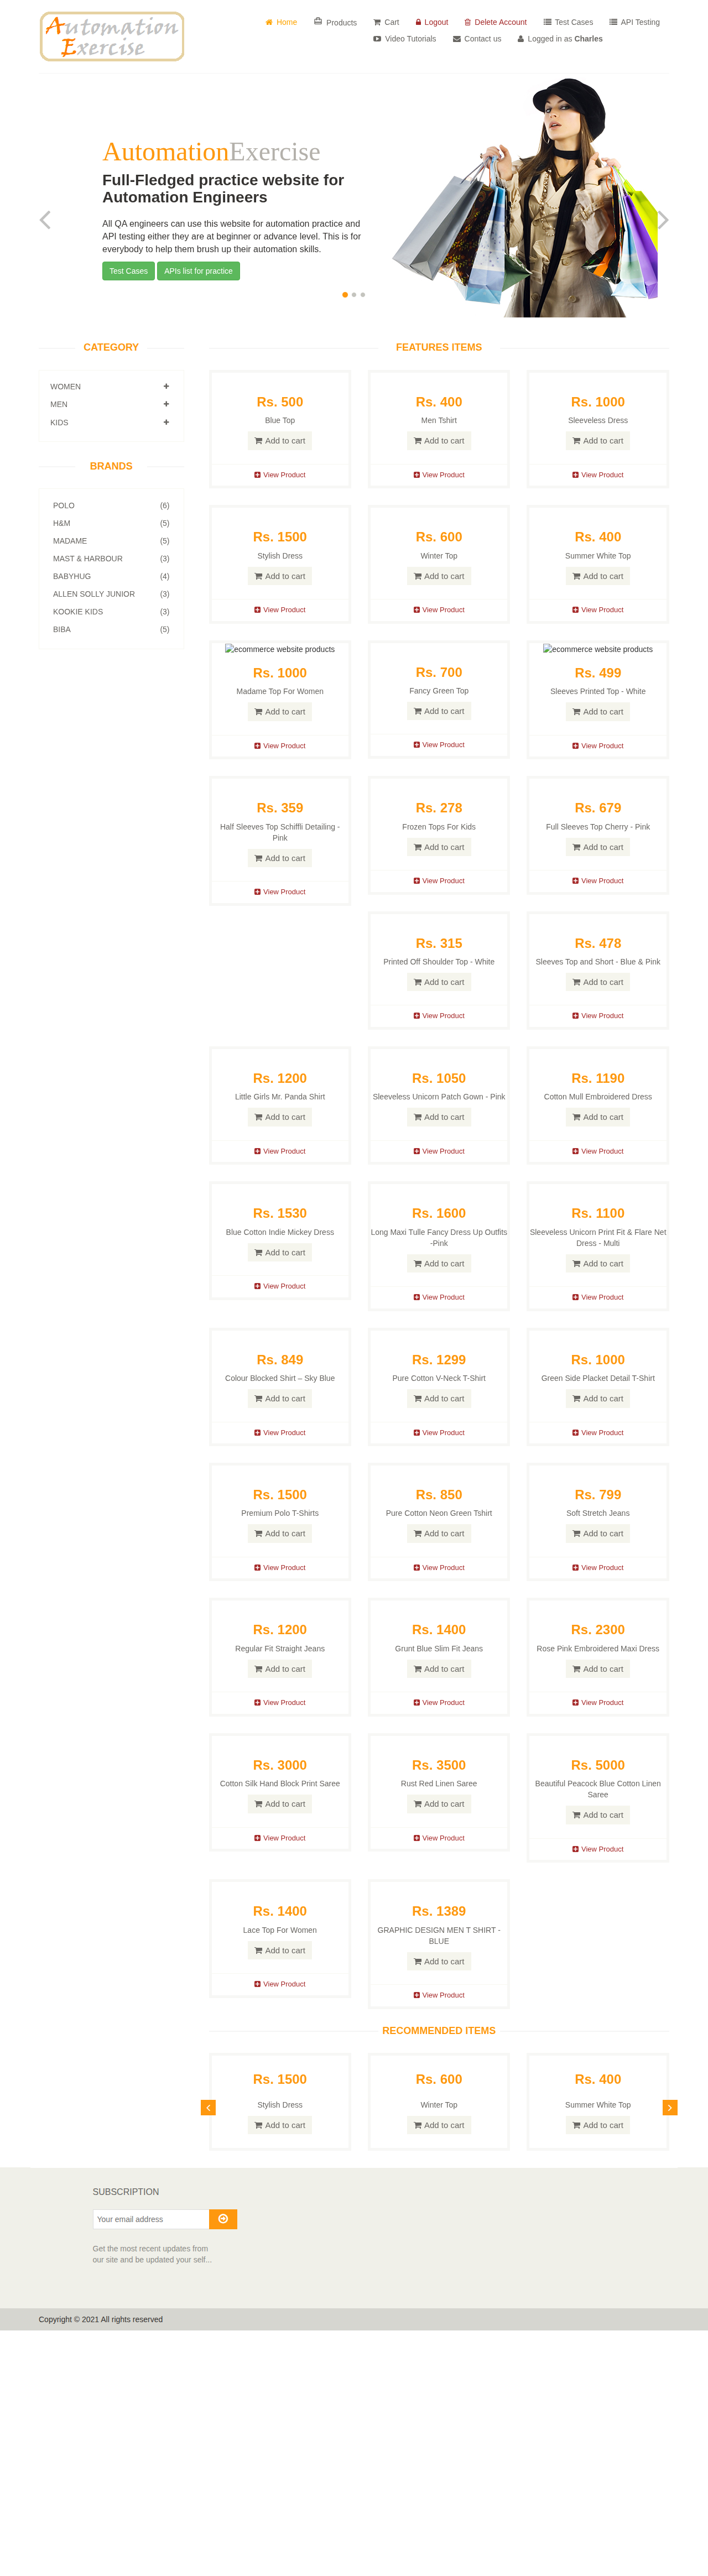 Automation
Exercise
Home
Products
Cart
Logout
Delete Account
Test Cases
API Testing
Video Tutorials
Contact us
Logged in as Charles
AutomationExercise
Full-Fledged practice website for
Automation Engineers
All QA engineers can use this website for automation practice and
API testing either they are at beginner or advance level. This is for
everybody to help them brush up their automation skills.
Test Cases
APIs list for practice
CATEGORY
WOMEN
MEN
KIDS
BRANDS
POLO (6)
H&M (5)
MADAME (5)
MAST & HARBOUR (3)
BABYHUG (4)
ALLEN SOLLY JUNIOR (3)
KOOKIE KIDS (3)
BIBA (5)
FEATURES ITEMS
Rs. 500
Blue Top
Add to cart
View Product
Rs. 400
Men Tshirt
Add to cart
View Product
Rs. 1000
Sleeveless Dress
Add to cart
View Product
Rs. 1500
Stylish Dress
Add to cart
View Product
Rs. 600
Winter Top
Add to cart
View Product
Rs. 400
Summer White Top
Add to cart
View Product
ecommerce website products
Rs. 1000
Madame Top For Women
Add to cart
View Product
Rs. 700
Fancy Green Top
Add to cart
View Product
ecommerce website products
Rs. 499
Sleeves Printed Top - White
Add to cart
View Product
Rs. 359
Half Sleeves Top Schiffli Detailing -
Pink
Add to cart
View Product
Rs. 278
Frozen Tops For Kids
Add to cart
View Product
Rs. 679
Full Sleeves Top Cherry - Pink
Add to cart
View Product
Rs. 315
Printed Off Shoulder Top - White
Add to cart
View Product
Rs. 478
Sleeves Top and Short - Blue & Pink
Add to cart
View Product
Rs. 1200
Little Girls Mr. Panda Shirt
Add to cart
View Product
Rs. 1050
Sleeveless Unicorn Patch Gown - Pink
Add to cart
View Product
Rs. 1190
Cotton Mull Embroidered Dress
Add to cart
View Product
Rs. 1530
Blue Cotton Indie Mickey Dress
Add to cart
View Product
Rs. 1600
Long Maxi Tulle Fancy Dress Up Outfits
-Pink
Add to cart
View Product
Rs. 1100
Sleeveless Unicorn Print Fit & Flare Net
Dress - Multi
Add to cart
View Product
Rs. 849
Colour Blocked Shirt – Sky Blue
Add to cart
View Product
Rs. 1299
Pure Cotton V-Neck T-Shirt
Add to cart
View Product
Rs. 1000
Green Side Placket Detail T-Shirt
Add to cart
View Product
Rs. 1500
Premium Polo T-Shirts
Add to cart
View Product
Rs. 850
Pure Cotton Neon Green Tshirt
Add to cart
View Product
Rs. 799
Soft Stretch Jeans
Add to cart
View Product
Rs. 1200
Regular Fit Straight Jeans
Add to cart
View Product
Rs. 1400
Grunt Blue Slim Fit Jeans
Add to cart
View Product
Rs. 2300
Rose Pink Embroidered Maxi Dress
Add to cart
View Product
Rs. 3000
Cotton Silk Hand Block Print Saree
Add to cart
View Product
Rs. 3500
Rust Red Linen Saree
Add to cart
View Product
Rs. 5000
Beautiful Peacock Blue Cotton Linen
Saree
Add to cart
View Product
Rs. 1400
Lace Top For Women
Add to cart
View Product
Rs. 1389
GRAPHIC DESIGN MEN T SHIRT -
BLUE
Add to cart
View Product
RECOMMENDED ITEMS
Rs. 1500
Stylish Dress
Add to cart
Rs. 600
Winter Top
Add to cart
Rs. 400
Summer White Top
Add to cart
SUBSCRIPTION
Your email address
Get the most recent updates from
our site and be updated your self...
Copyright © 2021 All rights reserved